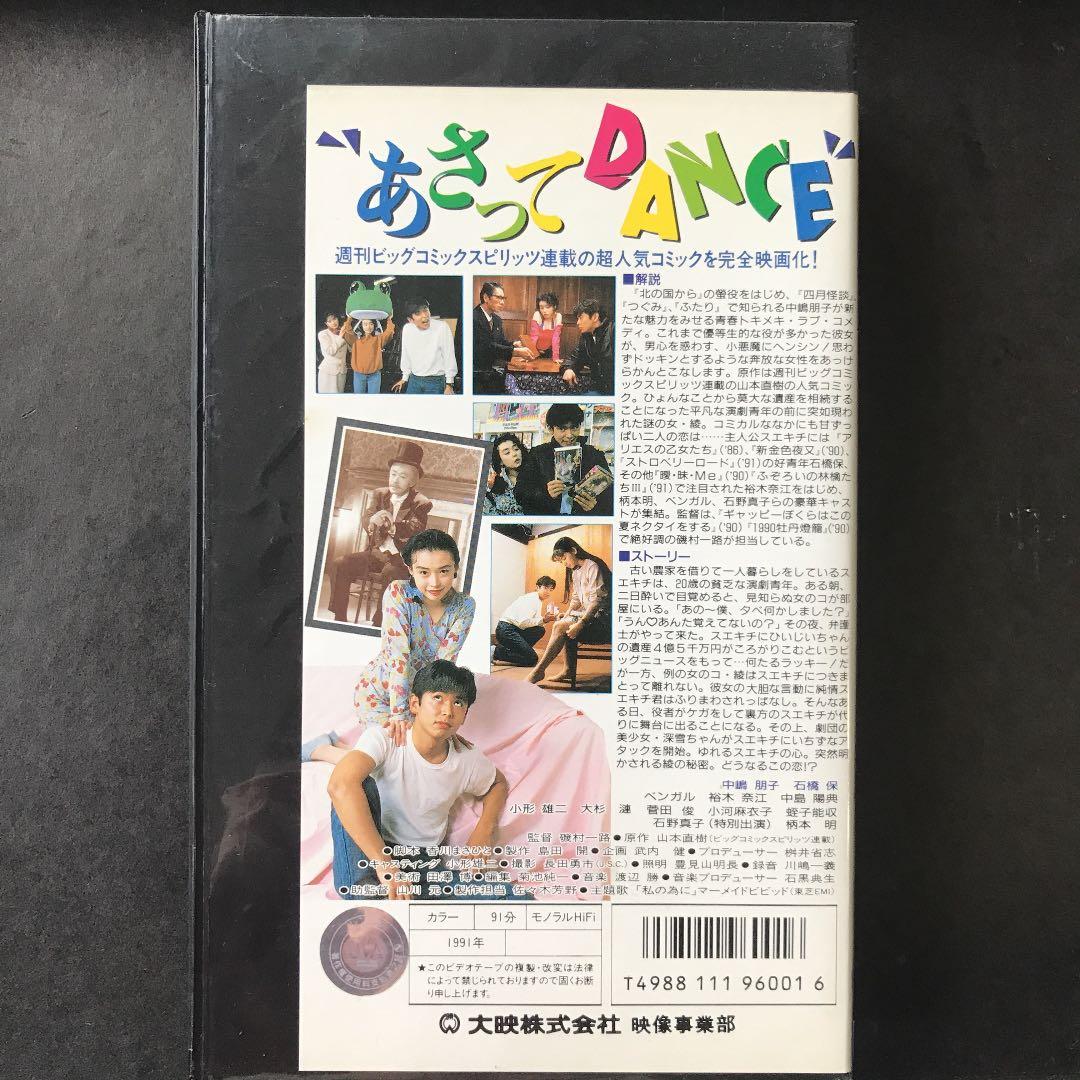 "あさってDANCE"
週刊ビッグコミックスピリッツ連載の超人気コミックを完全映画化!
■解説
『北の国から』の螢役をはじめ、『四月怪談』、
『つぐみ』、『ふたり』で知られる中嶋朋子が新
たな魅力をみせる青春トキメキ・ラブ・コメ
ディ。これまで優等生的な役が多かった彼女
が、男心を惑わす、小悪魔にヘンシン!思わ
ずドッキンとするような奔放な女性をあっけ
らかんとこなします。原作は週刊ビッグコミ
ックスピリッツ連載の山本直樹の人気コミッ
ク。ひょんなことから莫大な遺産を相続する
ことになった平凡な演劇青年の前に突如現わ
れた謎の女・綾。コミカルななかにも甘ずっ
ぱい二人の恋は……主人公スエキチには『ア
リエスの乙女たち』('86)、『新金色夜叉』('90)、
『ストロベリーロード』('91)の好青年石橋保、
その他『曖・昧・Me』('90)『ふぞろいの林檎た
ちIII』('91)で注目された裕木奈江をはじめ、
柄本明、ベンガル、石野真子らの豪華キャス
トが集結。監督は、『ギャッピーぼくらはこの
夏ネクタイをする』('90)『1990牡丹燈籠』('90)
で絶好調の磯村一路が担当している。
■ストーリー
古い農家を借りて一人暮らしをしているス
エキチは、20歳の貧乏な演劇青年。ある朝、
二日酔いで目覚めると、見知らぬ女のコが部
屋にいる。「あの〜僕、夕べ何かしました?」
「うん♡あんた覚えてないの?」その夜、弁護
士がやって来た。スエキチにひいじいちゃん
の遺産4億5千万円がころがりこむというビ
ッグニュースをもって…何たるラッキー!だ
が一方、例の女のコ・綾はスエキチにつきま
とって離れない。彼女の大胆な言動に純情ス
エキチ君はふりまわされっぱなし。そんなあ
る日、役者がケガをして裏方のスエキチが代
りに舞台に出ることになる。その上、劇団の
美少女・深雪ちゃんがスエキチにいちずなア
タックを開始。ゆれるスエキチの心。突然明
かされる綾の秘密。どうなるこの恋!?
中嶋 朋子 石橋 保
ベンガル 裕木 奈江 中島 陽典
小形 雄二 大杉 漣 菅田 俊 小河麻衣子 蛭子能収
石野真子(特別出演) 柄本 明
監督 磯村一路●原作 山本直樹(ビッグコミックスピリッツ連載)
●脚本 香川まさひと●製作 島田 開●企画 武内 健●プロデューサー 桝井省志
●キャスティング 小形雄二●撮影 長田勇市(J.S.C.)●照明 豊見山明長●録音 川嶋一義
●美術 田澤 博●編集 菊池純一●音楽 渡辺 勝●音楽プロデューサー 石黒典生
●助監督 山川 元●製作担当 佐々木芳野●主題歌 「私の為に」マーメイドビビッド(東芝EMI)
カラー 91分 モノラルHiFi
1991年
★このビデオテープの複製・改変は法律
によって禁じられておりますので固くお断
り申し上げます。
T4988 111 96001 6
大映株式会社 映像事業部